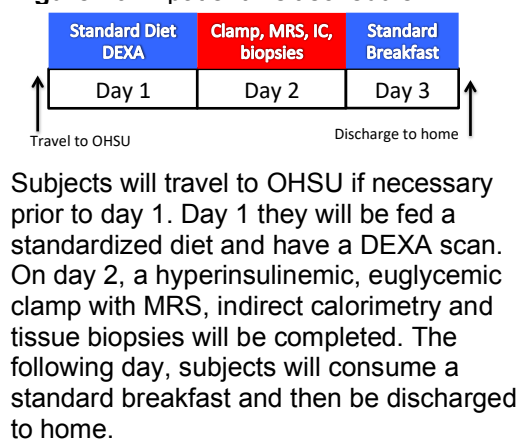 Standard Diet Clamp, MRS, IC, Standard
DEXA biopsies Breakfast
Day 1 Day 2 Day 3
Travel to OHSU Discharge to home
Subjects will travel to OHSU if necessary
prior to day 1. Day 1 they will be fed a
standardized diet and have a DEXA scan.
On day 2, a hyperinsulinemic, euglycemic
clamp with MRS, indirect calorimetry and
tissue biopsies will be completed. The
following day, subjects will consume a
standard breakfast and then be discharged
to home.